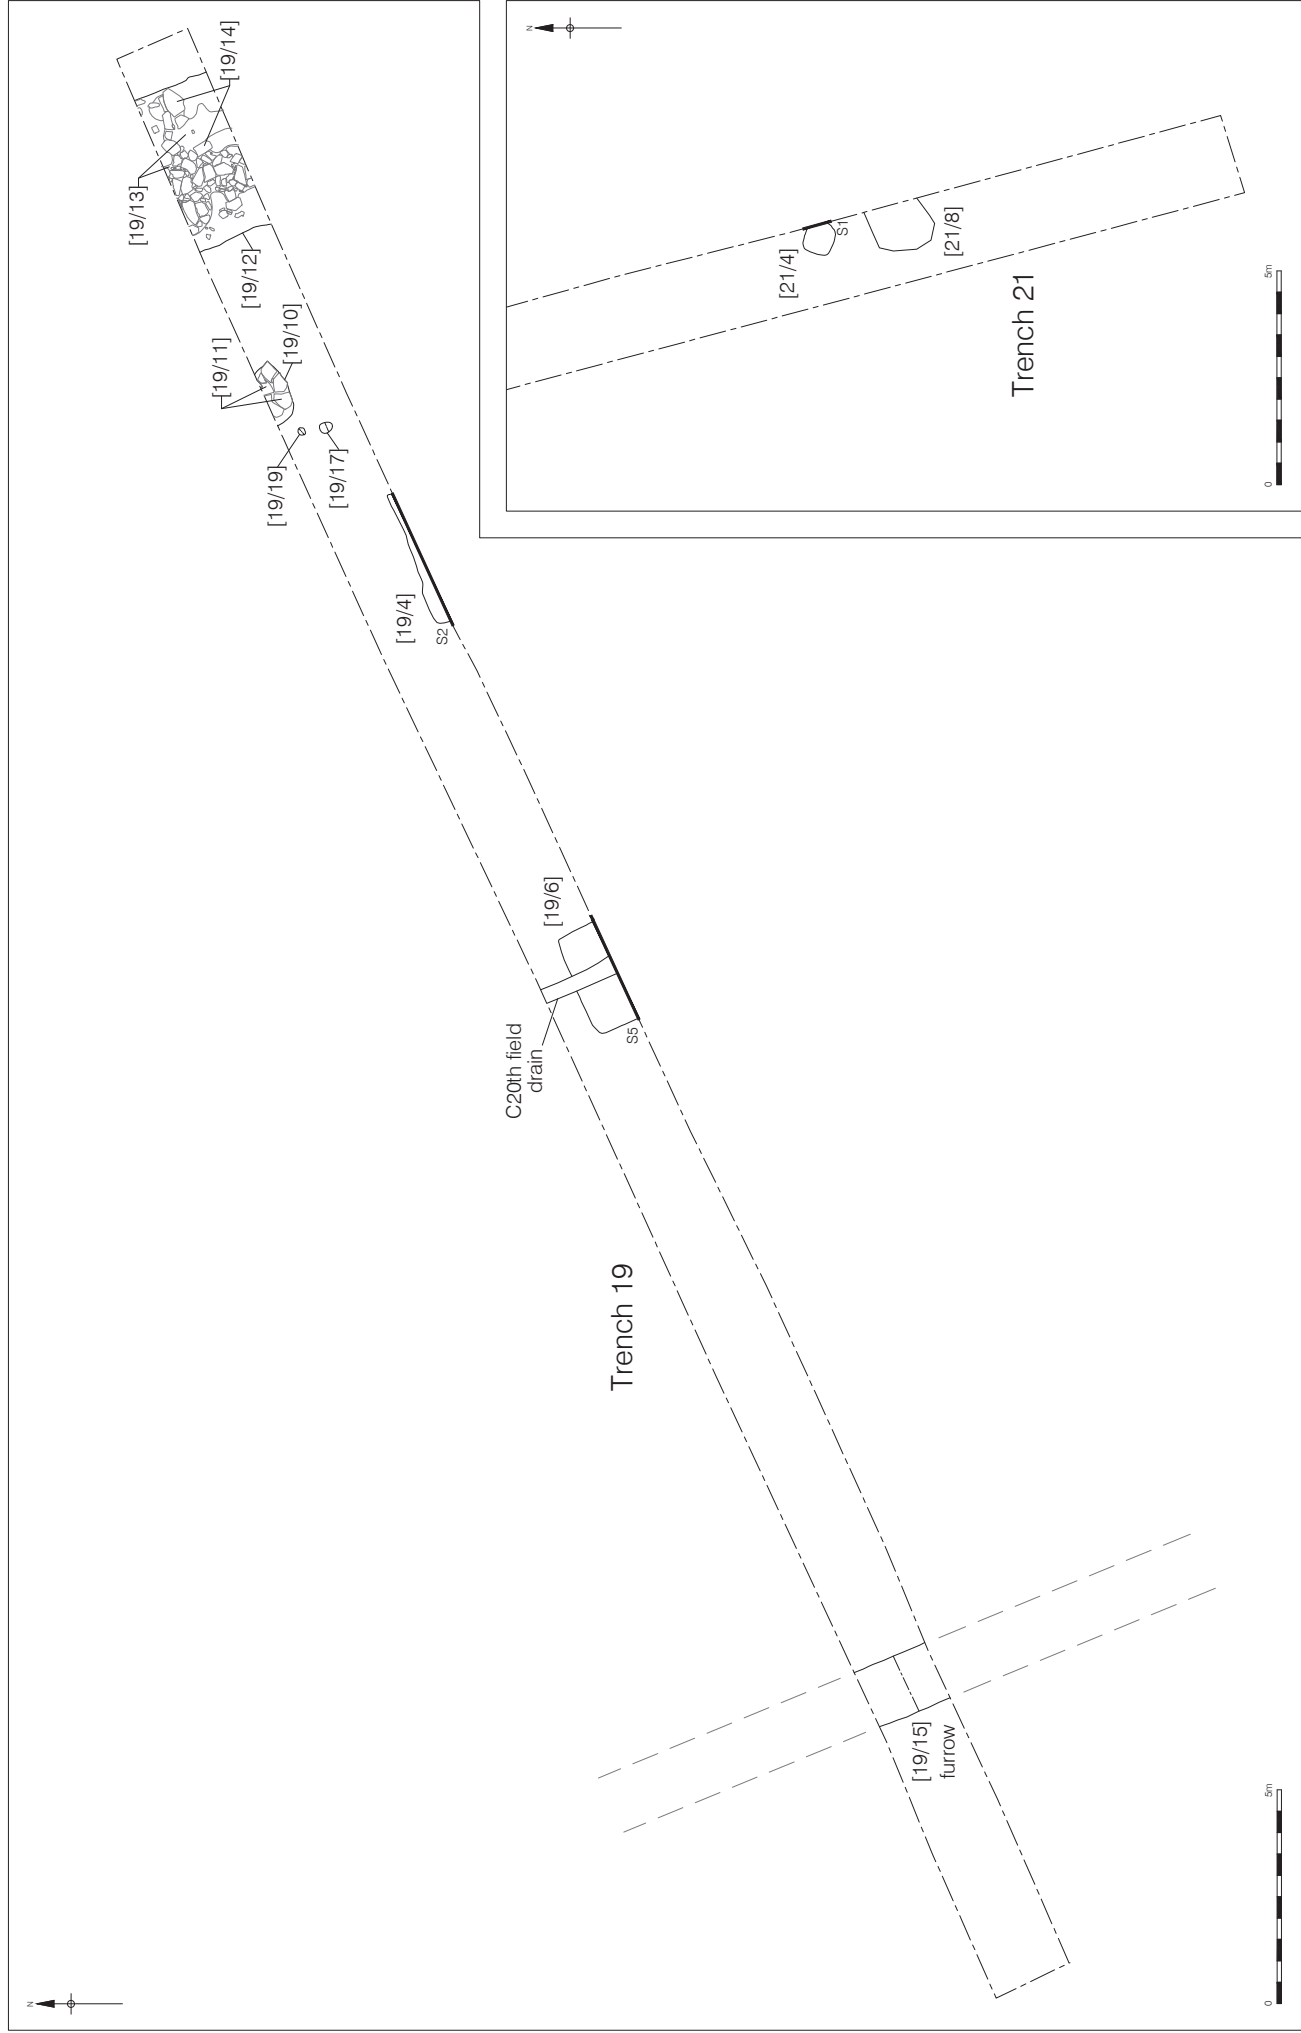 N
[19/14]
[19/13]
[19/12]
[19/11]
[19/10]
[19/19]
[19/17]
[19/4]
S2
[19/6]
C20th field
drain
S5
Trench 19
[19/15]
furrow
0
5m
N
[21/4]
S1
[21/8]
Trench 21
0
5m